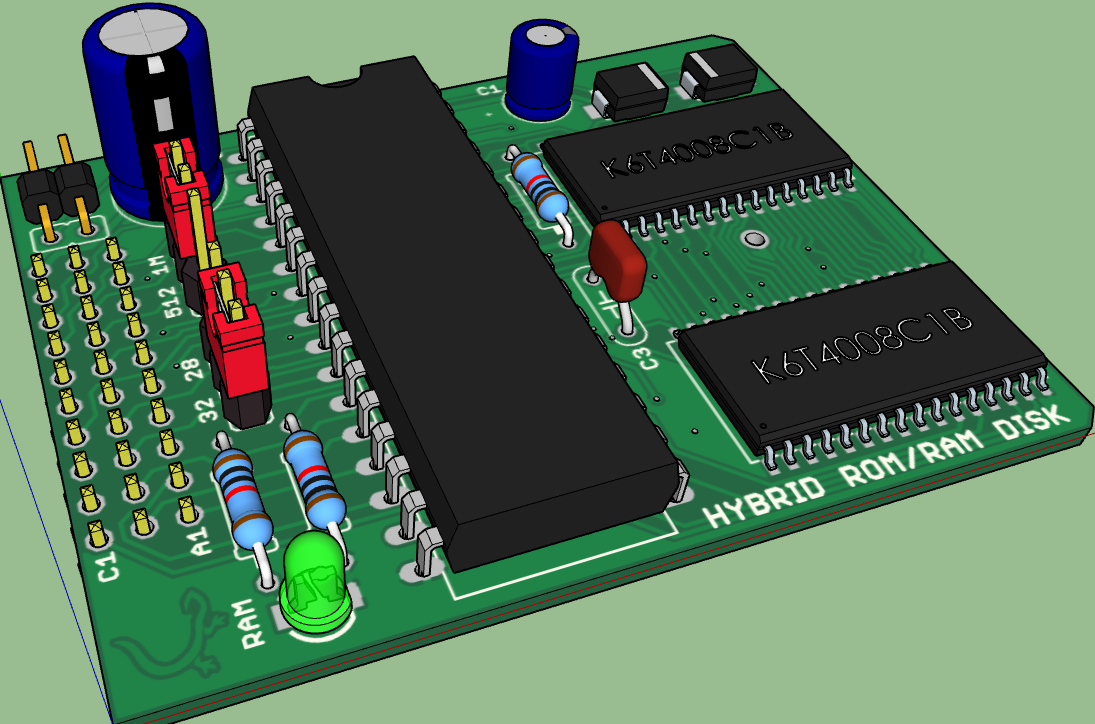 C1
K6T4008C1B
1M
512
C3
K6T4008C1B
28
32
HYBRID ROM/RAM DISK
A1
C1
RAM